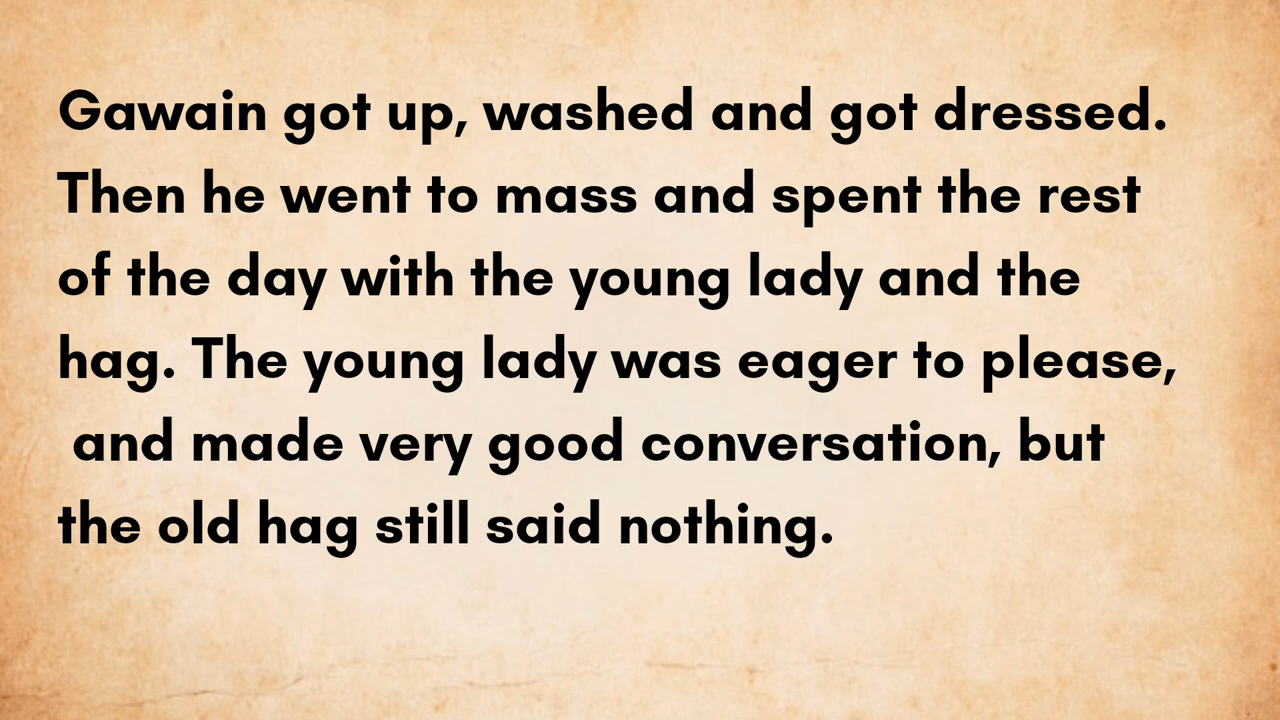 Gawain got up, washed and got dressed.
Then he went to mass and spent the rest
of the day with the young lady and the
hag. The young lady was eager to please,
and made very good conversation, but
the old hag still said nothing.